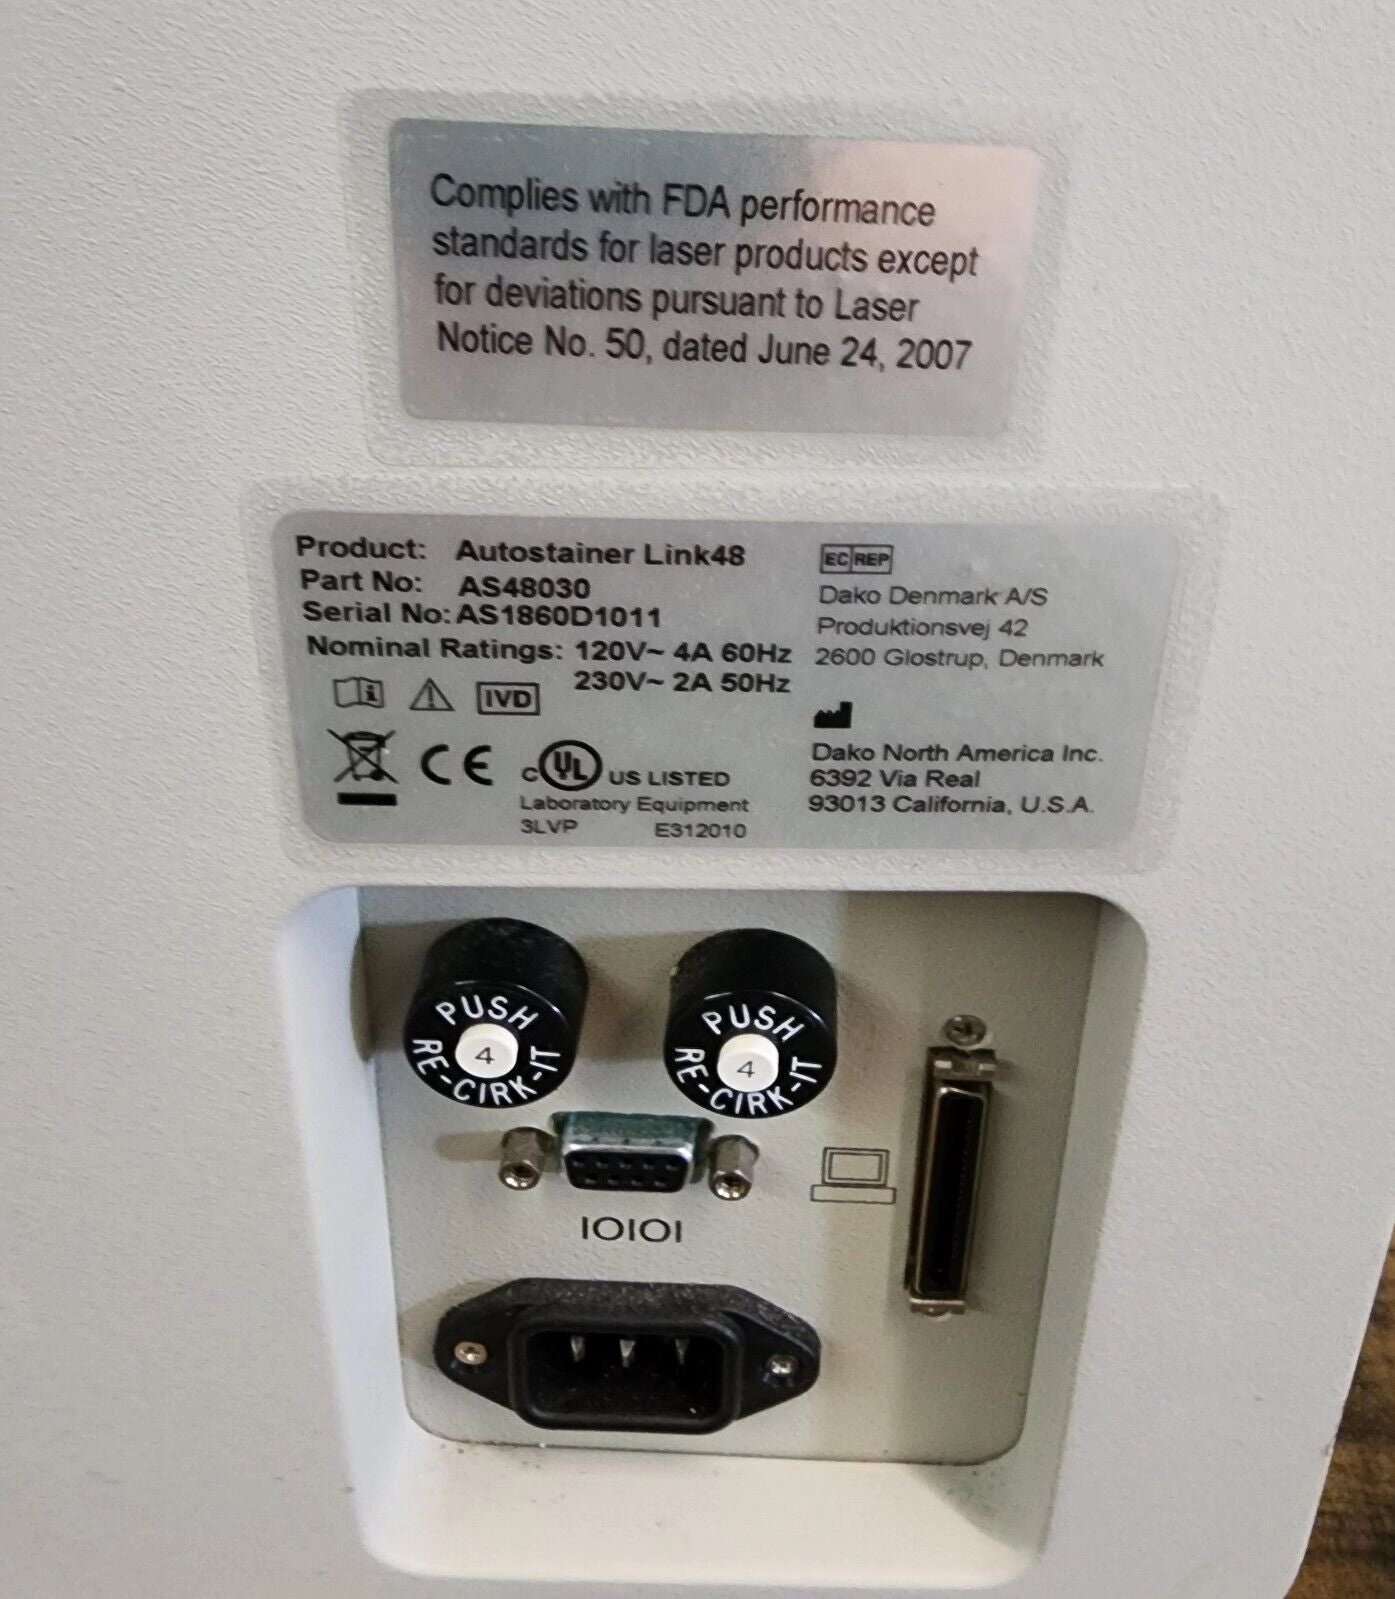 Complies with FDA performance
standards for laser products except
for deviations pursuant to Laser
Notice No. 50, dated June 24, 2007
Product: Autostainer Link48
Part No: AS48030
Serial No: AS1860D1011
Nominal Ratings: 120V~ 4A 60Hz
230V~ 2A 50Hz
IVD
CE
C UL US LISTED
Laboratory Equipment
3LVP E312010
EC REP
Dako Denmark A/S
Produktionsvej 42
2600 Glostrup, Denmark
Dako North America Inc.
6392 Via Real
93013 California, U.S.A.
PUSH
4
RE-CIRK-IT
PUSH
4
RE-CIRK-IT
IOIOI